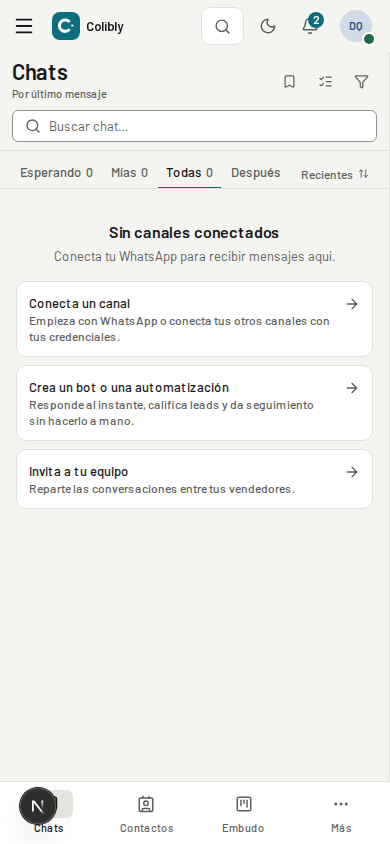 Colibly
2
DQ
Chats
Por último mensaje
Buscar chat...
Esperando 0 Mías 0 Todas 0 Después Recientes
Sin canales conectados
Conecta tu WhatsApp para recibir mensajes aquí.
Conecta un canal
Empieza con WhatsApp o conecta tus otros canales con
tus credenciales.
Crea un bot o una automatización
Responde al instante, califica leads y da seguimiento
sin hacerlo a mano.
Invita a tu equipo
Reparte las conversaciones entre tus vendedores.
N
Chats Contactos Embudo Más